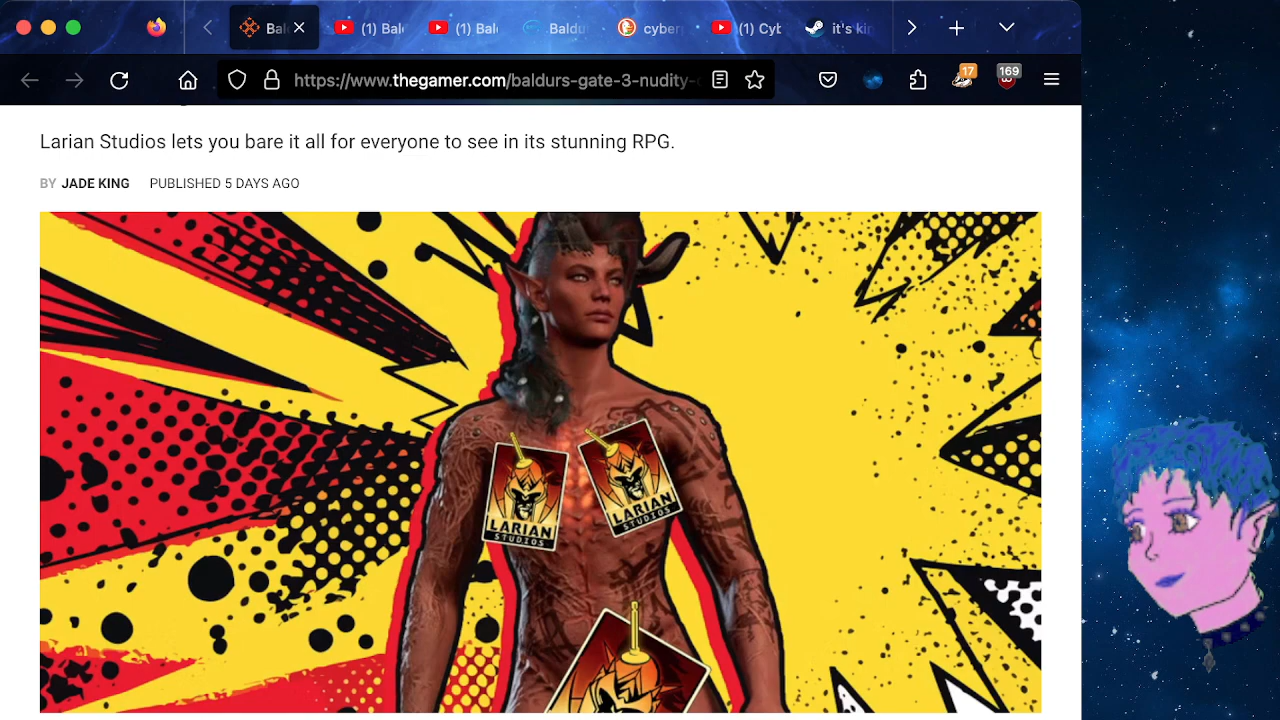 Bal
(1) Bal
(1) Bal
Baldu
cyber
(1) Cyb
it's kin
https://www.thegamer.com/baldurs-gate-3-nudity-
17
169
Larian Studios lets you bare it all for everyone to see in its stunning RPG.
BY JADE KING PUBLISHED 5 DAYS AGO
LARIAN
STUDIOS
LARIAN
STUDIOS